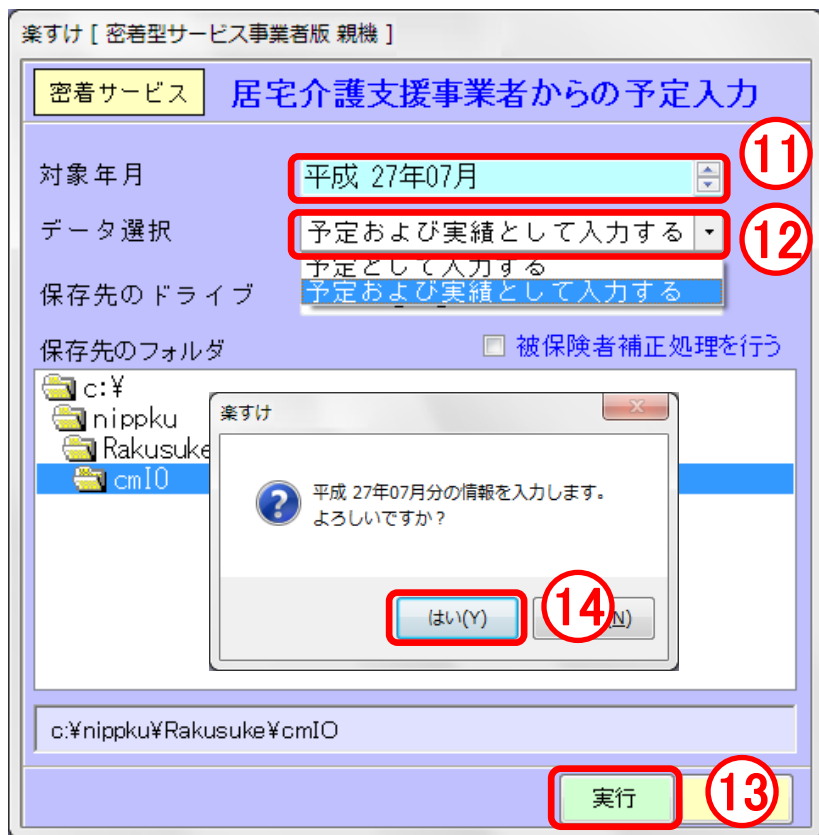 楽すけ [ 密着型サービス事業者版 親機 ]
密着サービス 居宅介護支援事業者からの予定入力
対象年月 平成 27年07月 ⑪
データ選択 予定および実績として入力する ⑫
予定として入力する
保存先のドライブ 予定および実績として入力する
保存先のフォルダ 被保険者補正処理を行う
c:¥
nippku
Rakusuke
cmIO
楽すけ
平成 27年07月分の情報を入力します。
よろしいですか?
はい(Y) ⑭ (N)
c:¥nippku¥Rakusuke¥cmIO
実行 ⑬